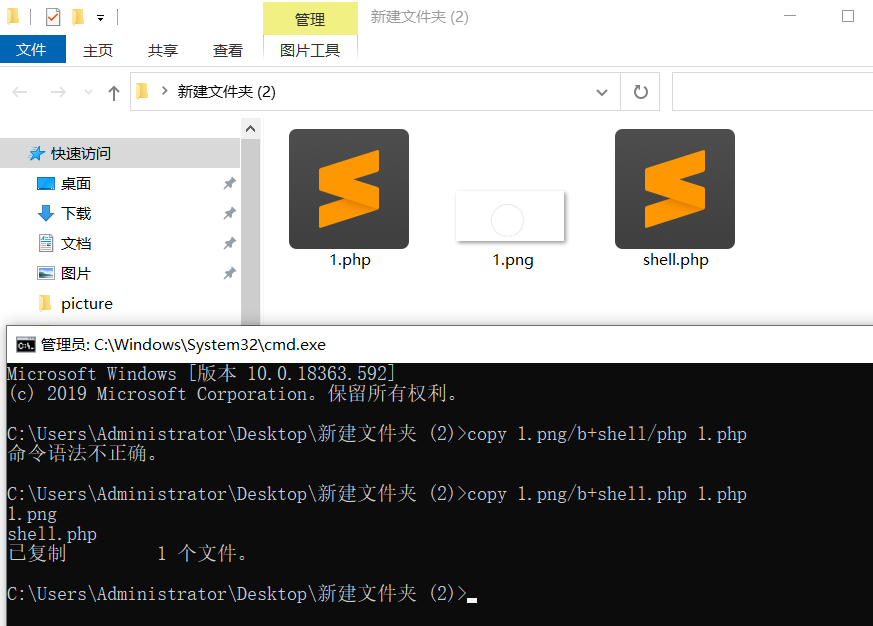 管理
新建文件夹 (2)
文件
主页
共享
查看
图片工具
新建文件夹 (2)
快速访问
桌面
下载
文档
图片
picture
1.php
1.png
shell.php
管理员: C:\Windows\System32\cmd.exe
Microsoft Windows [版本 10.0.18363.592]
(c) 2019 Microsoft Corporation。保留所有权利。
C:\Users\Administrator\Desktop\新建文件夹 (2)>copy 1.png/b+shell/php 1.php
命令语法不正确。
C:\Users\Administrator\Desktop\新建文件夹 (2)>copy 1.png/b+shell.php 1.php
1.png
shell.php
已复制         1 个文件。
C:\Users\Administrator\Desktop\新建文件夹 (2)>